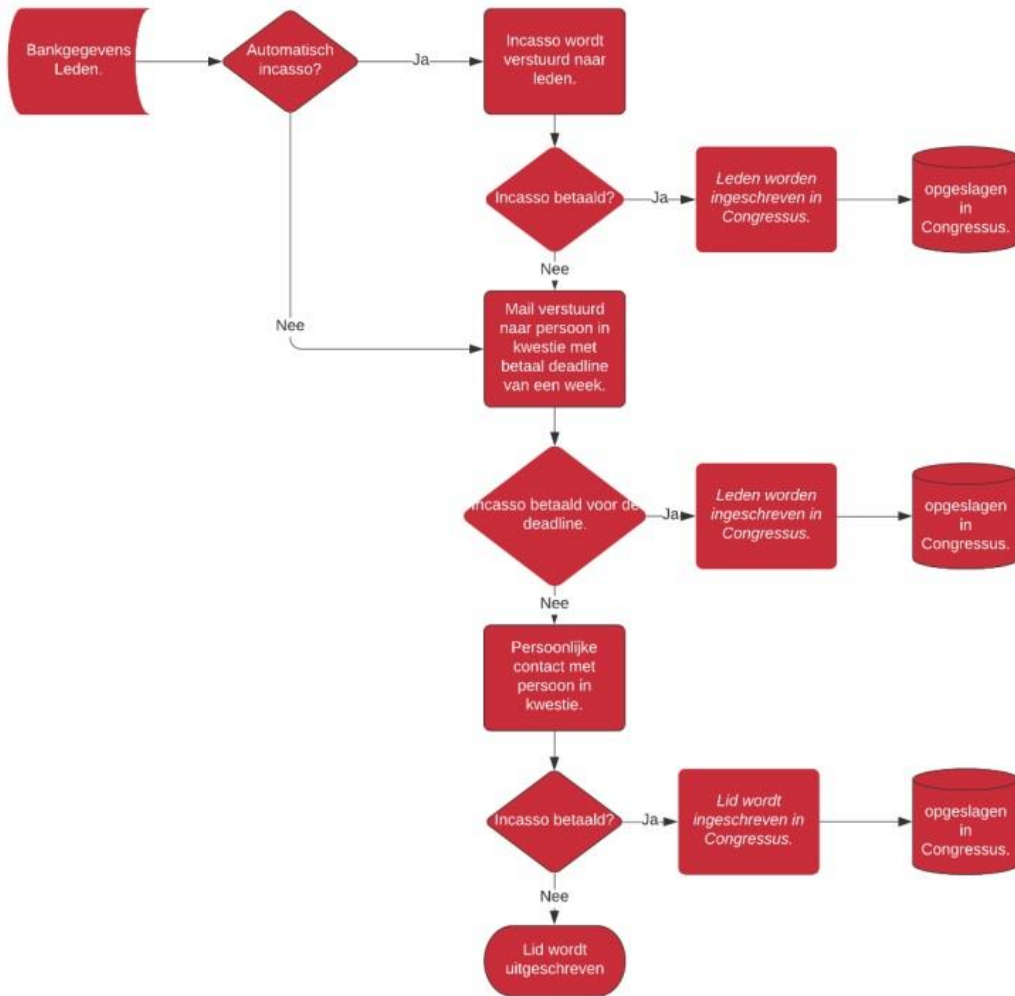 Bankgegevens
Leden.
Automatisch
incasso?
Ja
Incasso wordt
verstuurd naar
leden.
Incasso betaald?
Ja
Leden worden
ingeschreven in
Congressus.
opgeslagen
in
Congressus.
Nee
Nee
Mail verstuurd
naar persoon in
kwestie met
betaal deadline
van een week.
Incasso betaald voor de
deadline.
Ja
Leden worden
ingeschreven in
Congressus.
opgeslagen
in
Congressus.
Nee
Persoonlijke
contact met
persoon in
kwestie.
Incasso betaald?
Ja
Lid wordt
ingeschreven in
Congressus.
opgeslagen
in
Congressus.
Nee
Lid wordt
uitgeschreven